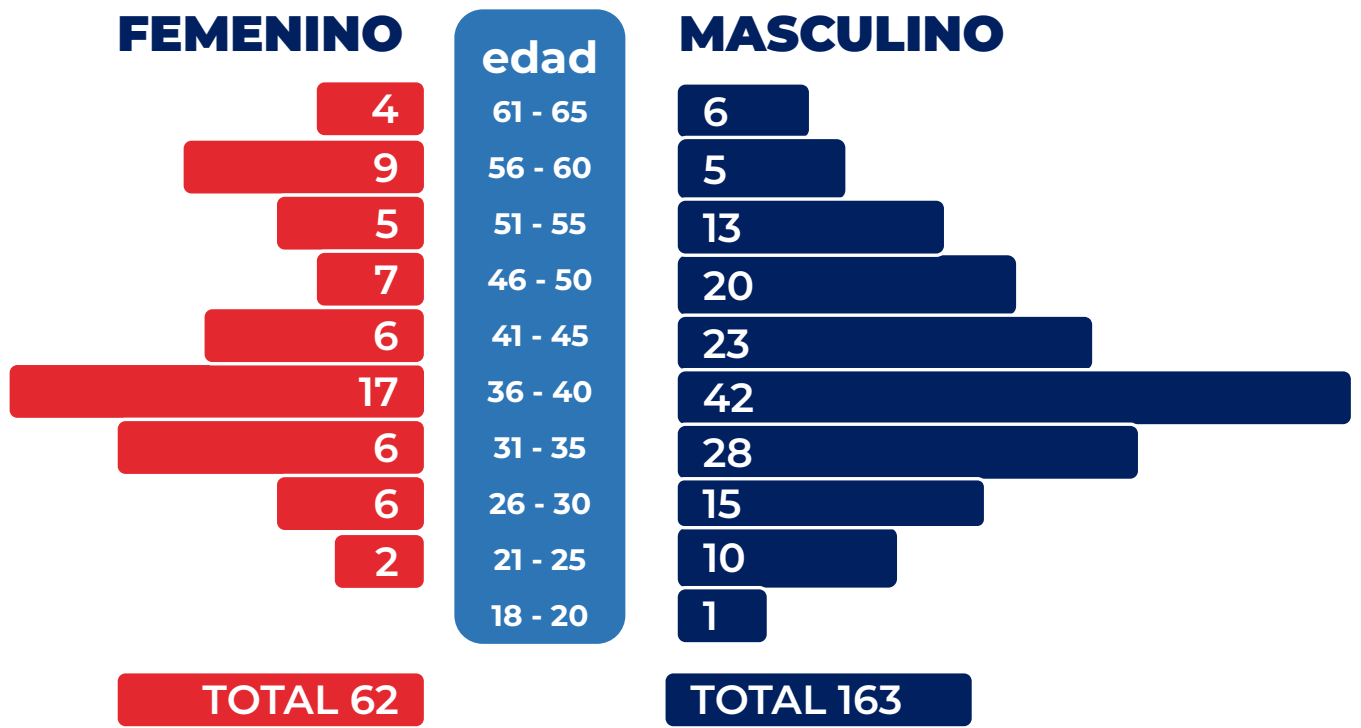 FEMENINO edad MASCULINO
4 61 - 65 6
9 56 - 60 5
5 51 - 55 13
7 46 - 50 20
6 41 - 45 23
17 36 - 40 42
6 31 - 35 28
6 26 - 30 15
2 21 - 25 10
18 - 20 1
TOTAL 62 TOTAL 163